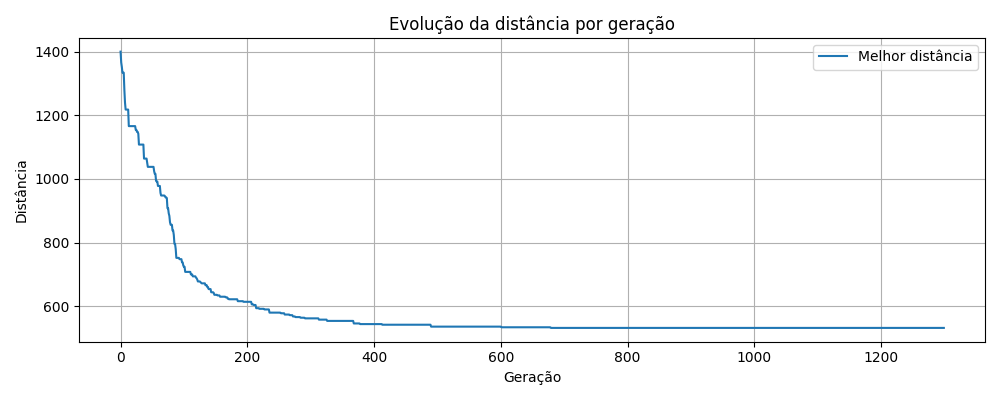 Evolução da distância por geração
Melhor distância
1400
1200
1000
800
600
Distância
0 200 400 600 800 1000 1200
Geração